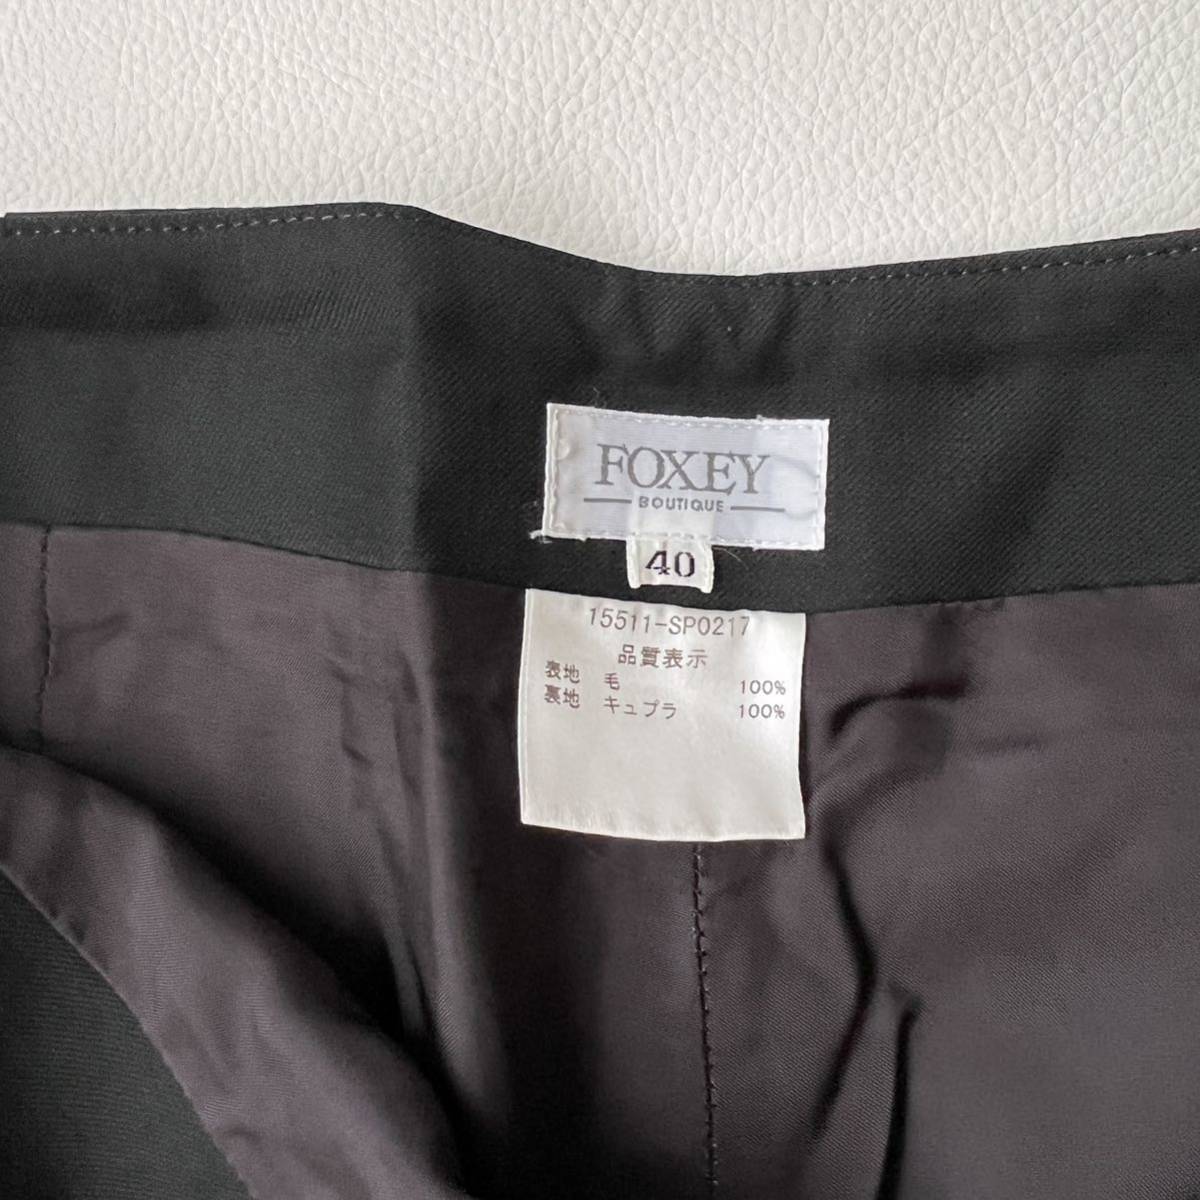 FOXEY
BOUTIQUE
40
15511-SP0217
品質表示
表地 毛 100%
裏地 キュプラ 100%